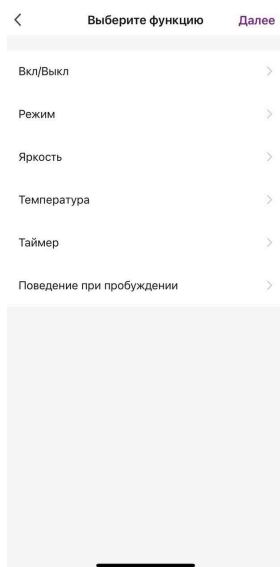 Выберите функцию Далее
Вкл/Выкл
Режим
Яркость
Температура
Таймер
Поведение при пробуждении